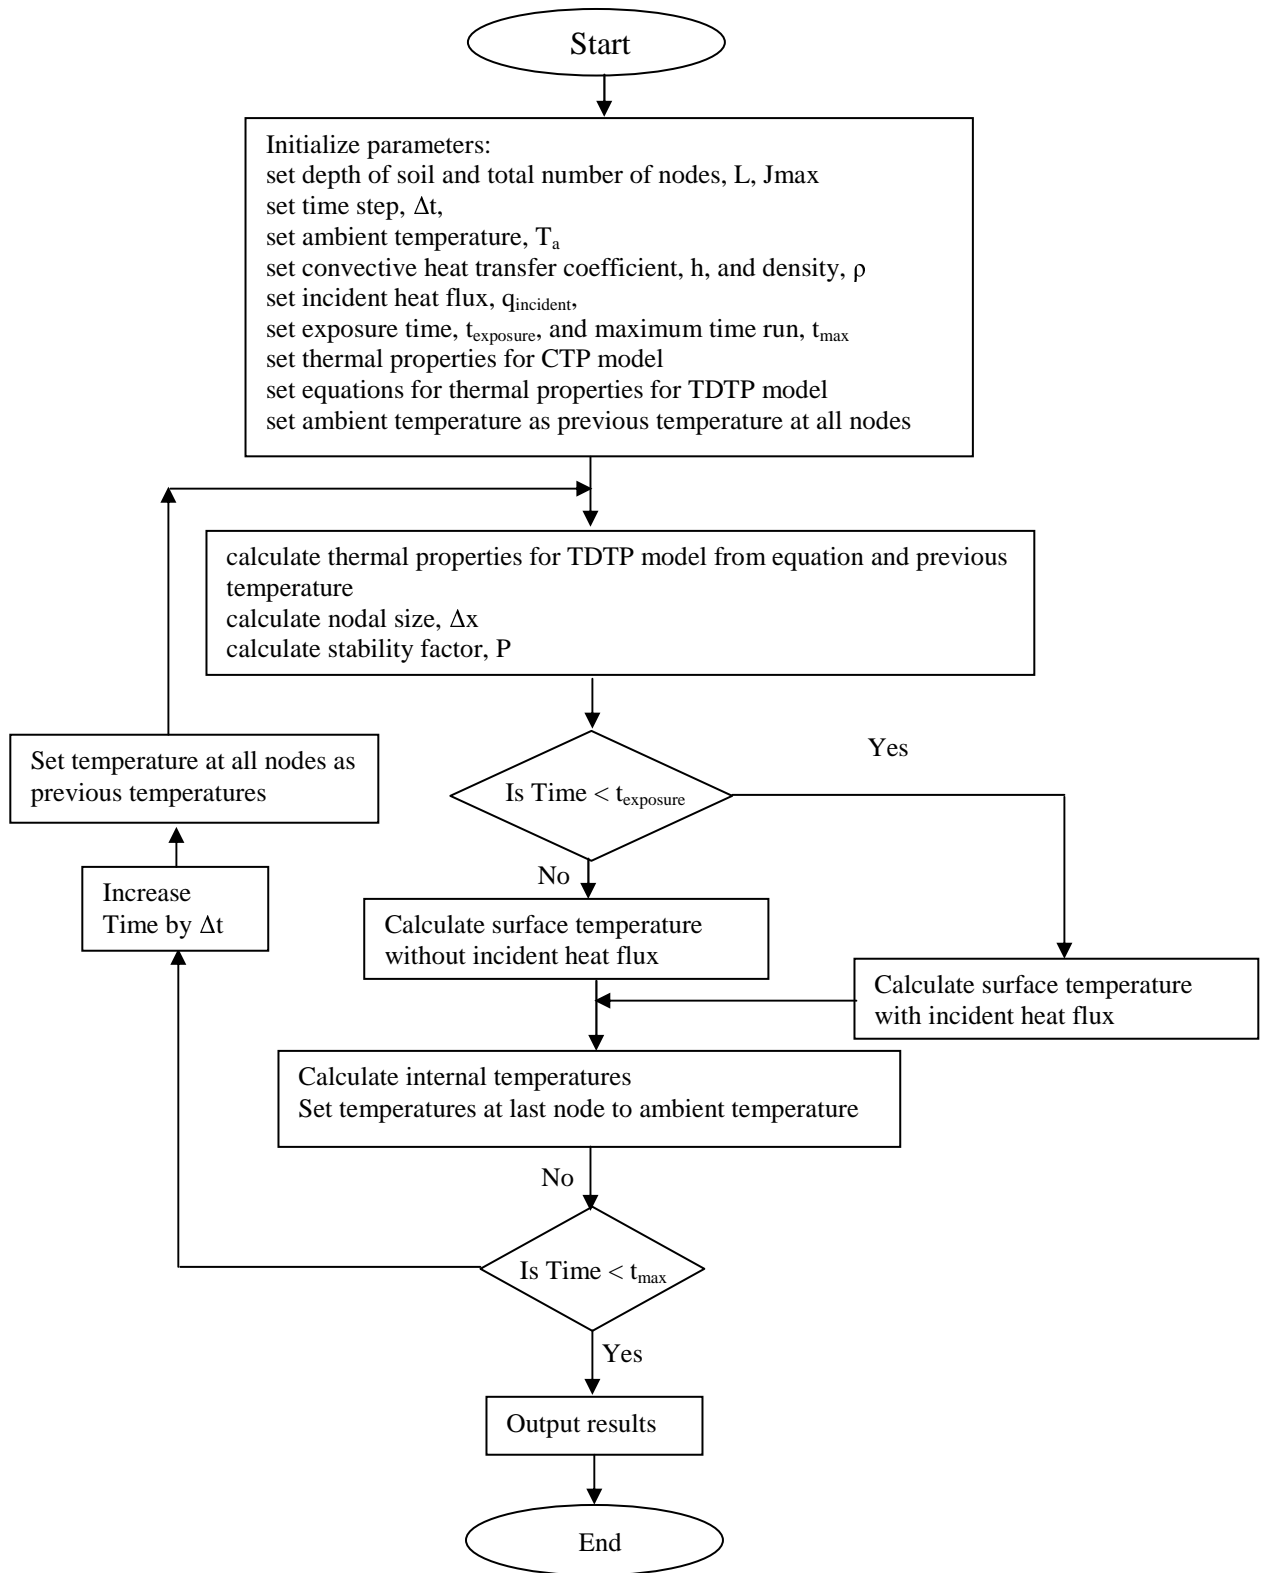 Start
Initialize parameters:
set depth of soil and total number of nodes, L, Jmax
set time step, Δt,
set ambient temperature, Tₐ
set convective heat transfer coefficient, h, and density, ρ
set incident heat flux, q_incident,
set exposure time, t_exposure, and maximum time run, t_max
set thermal properties for CTP model
set equations for thermal properties for TDTP model
set ambient temperature as previous temperature at all nodes
calculate thermal properties for TDTP model from equation and previous
temperature
calculate nodal size, Δx
calculate stability factor, P
Is Time < t_exposure
Yes
No
Set temperature at all nodes as
previous temperatures
Increase
Time by Δt
Calculate surface temperature
without incident heat flux
Calculate surface temperature
with incident heat flux
Calculate internal temperatures
Set temperatures at last node to ambient temperature
No
Is Time < t_max
Yes
Output results
End